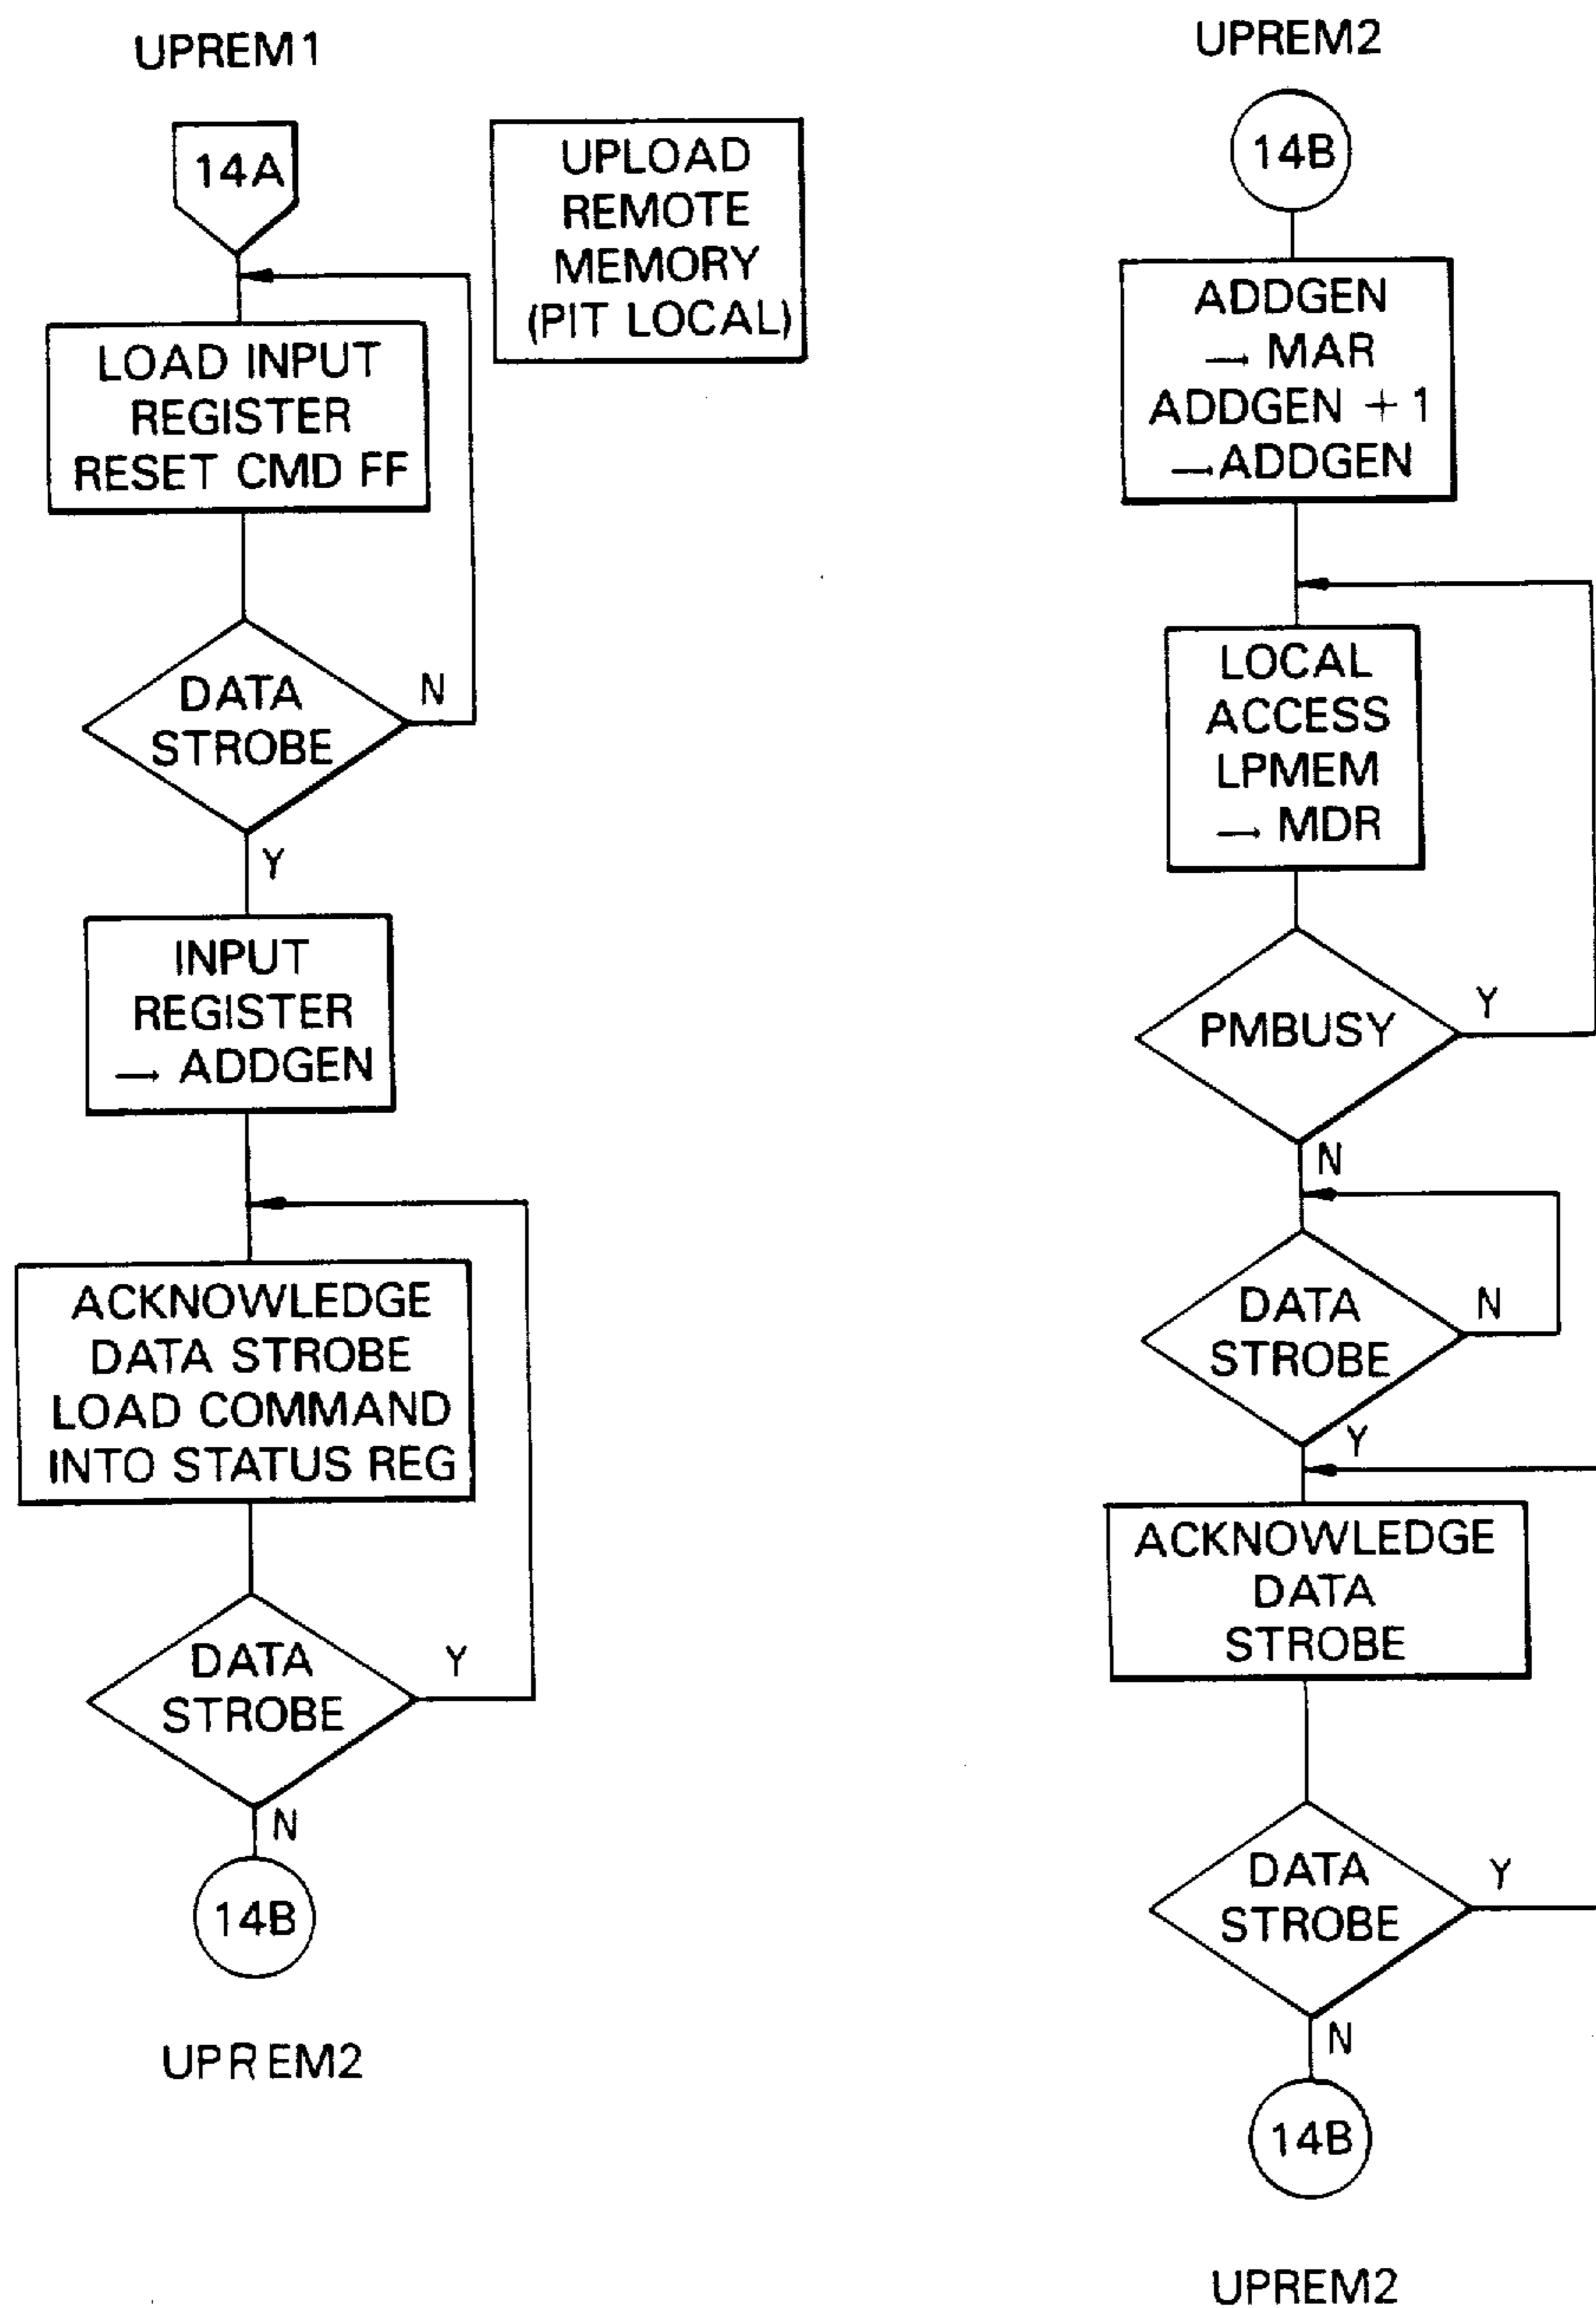 UPREM1
14A
UPLOAD
REMOTE
MEMORY
(PIT LOCAL)
LOAD INPUT
REGISTER
RESET CMD FF
DATA
STROBE
N
Y
INPUT
REGISTER
→ ADDGEN
ACKNOWLEDGE
DATA STROBE
LOAD COMMAND
INTO STATUS REG
DATA
STROBE
Y
N
14B
UPREM2
UPREM2
14B
ADDGEN
→ MAR
ADDGEN + 1
→ADDGEN
LOCAL
ACCESS
LPMEM
→ MDR
PMBUSY
Y
N
DATA
STROBE
N
Y
ACKNOWLEDGE
DATA
STROBE
DATA
STROBE
Y
N
14B
UPREM2